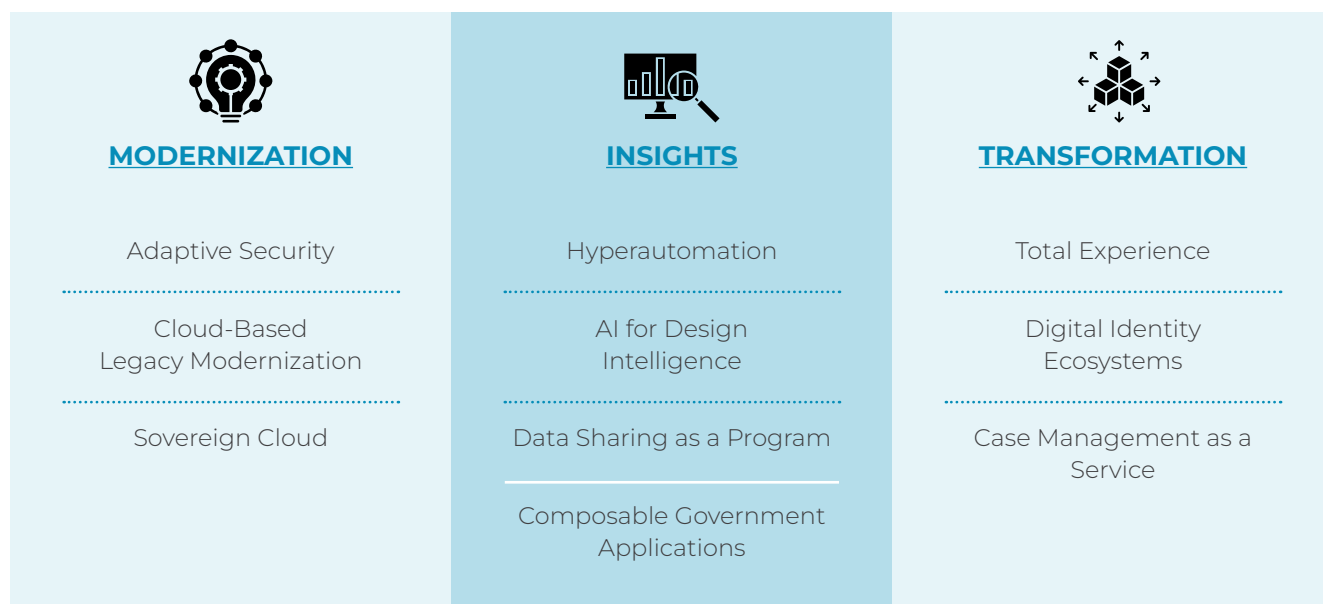 MODERNIZATION
Adaptive Security
Cloud-Based
Legacy Modernization
Sovereign Cloud
INSIGHTS
Hyperautomation
AI for Design
Intelligence
Data Sharing as a Program
Composable Government
Applications
TRANSFORMATION
Total Experience
Digital Identity
Ecosystems
Case Management as a
Service